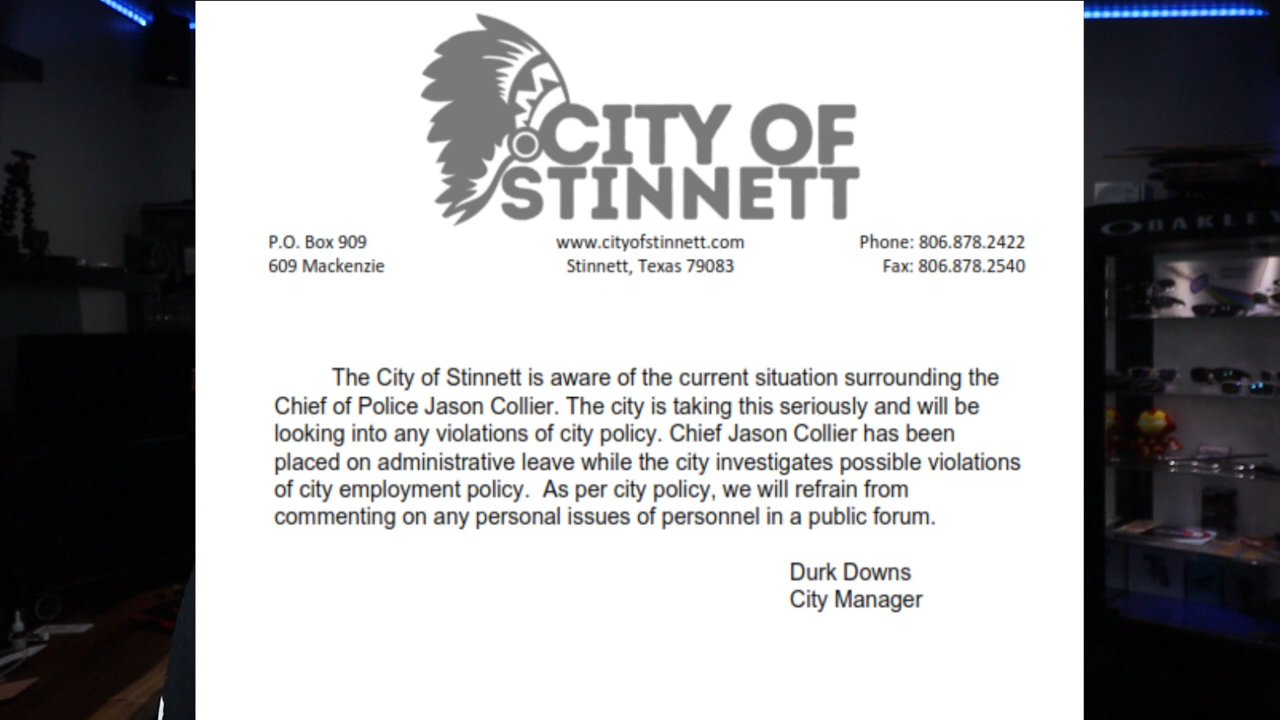 CITY OF
STINNETT
P.O. Box 909
www.cityofstinnett.com
Phone: 806.878.2422
609 Mackenzie
Stinnett, Texas 79083
Fax: 806.878.2540
OAKLEY
The City of Stinnett is aware of the current situation surrounding the
Chief of Police Jason Collier. The city is taking this seriously and will be
looking into any violations of city policy. Chief Jason Collier has been
placed on administrative leave while the city investigates possible violations
of city employment policy.  As per city policy, we will refrain from
commenting on any personal issues of personnel in a public forum.
Durk Downs
City Manager